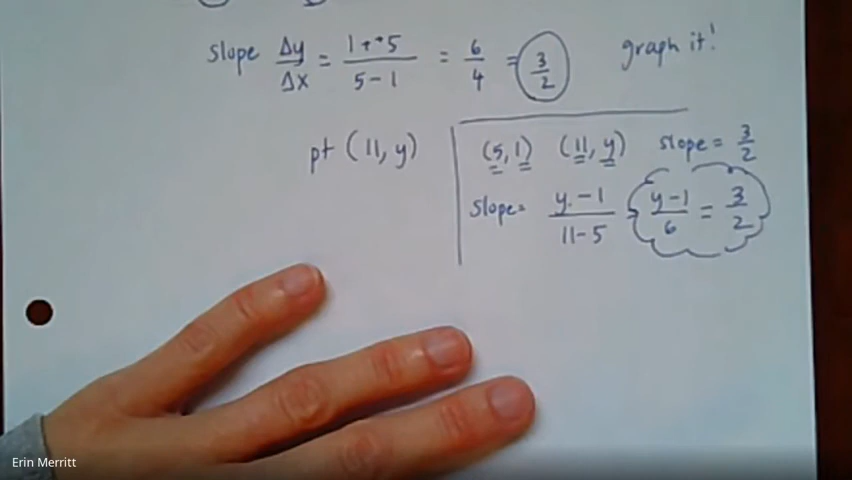 slope Δy/Δx = 1++5/5-1 = 6/4 = 3/2 graph it!
pt (11, y) (5,1) (11, y) slope = 3/2
slope= y-1/11-5 = y-1/6 = 3/2
Erin Merritt